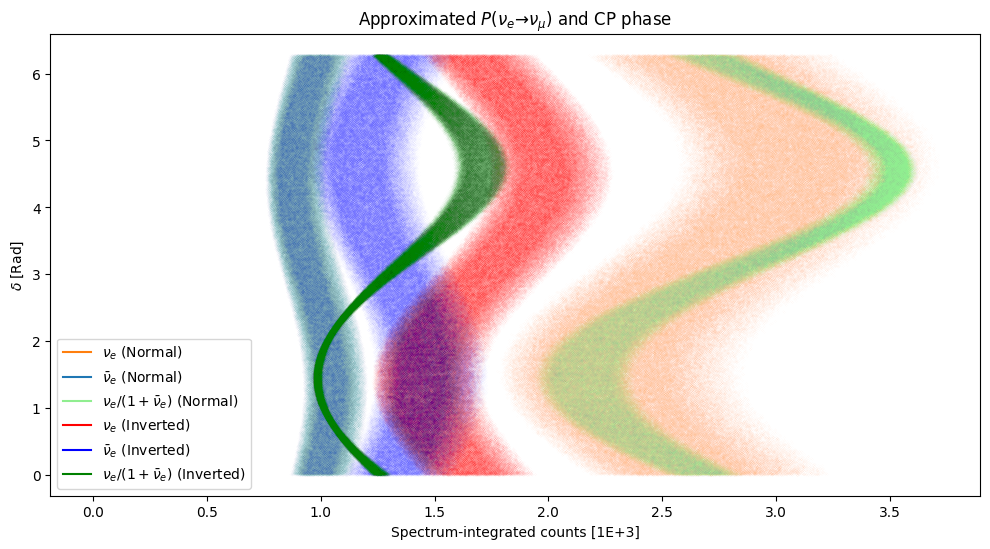 Approximated P(νₑ→ν_μ) and CP phase
δ [Rad]
6
5
4
3
2
1
0
νₑ (Normal)
ν̄ₑ (Normal)
νₑ/(1 + ν̄ₑ) (Normal)
νₑ (Inverted)
ν̄ₑ (Inverted)
νₑ/(1 + ν̄ₑ) (Inverted)
0.0 0.5 1.0 1.5 2.0 2.5 3.0 3.5
Spectrum-integrated counts [1E+3]